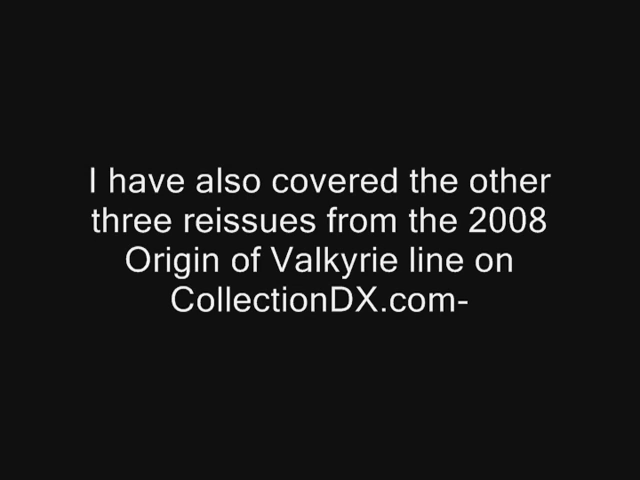 I have also covered the other
three reissues from the 2008
Origin of Valkyrie line on
CollectionDX.com-